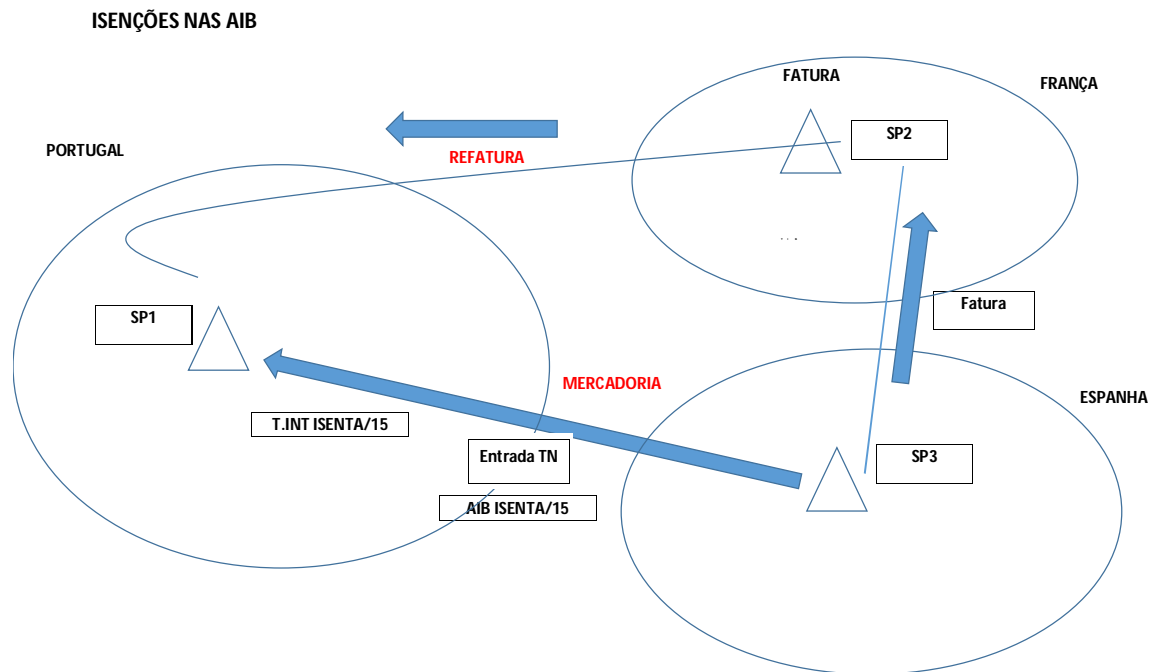 ISENÇÕES NAS AIB
FATURA
FRANÇA
SP2
PORTUGAL
REFATURA
...
SP1
Fatura
MERCADORIA
ESPANHA
T.INT ISENTA/15
Entrada TN
SP3
AIB ISENTA/15